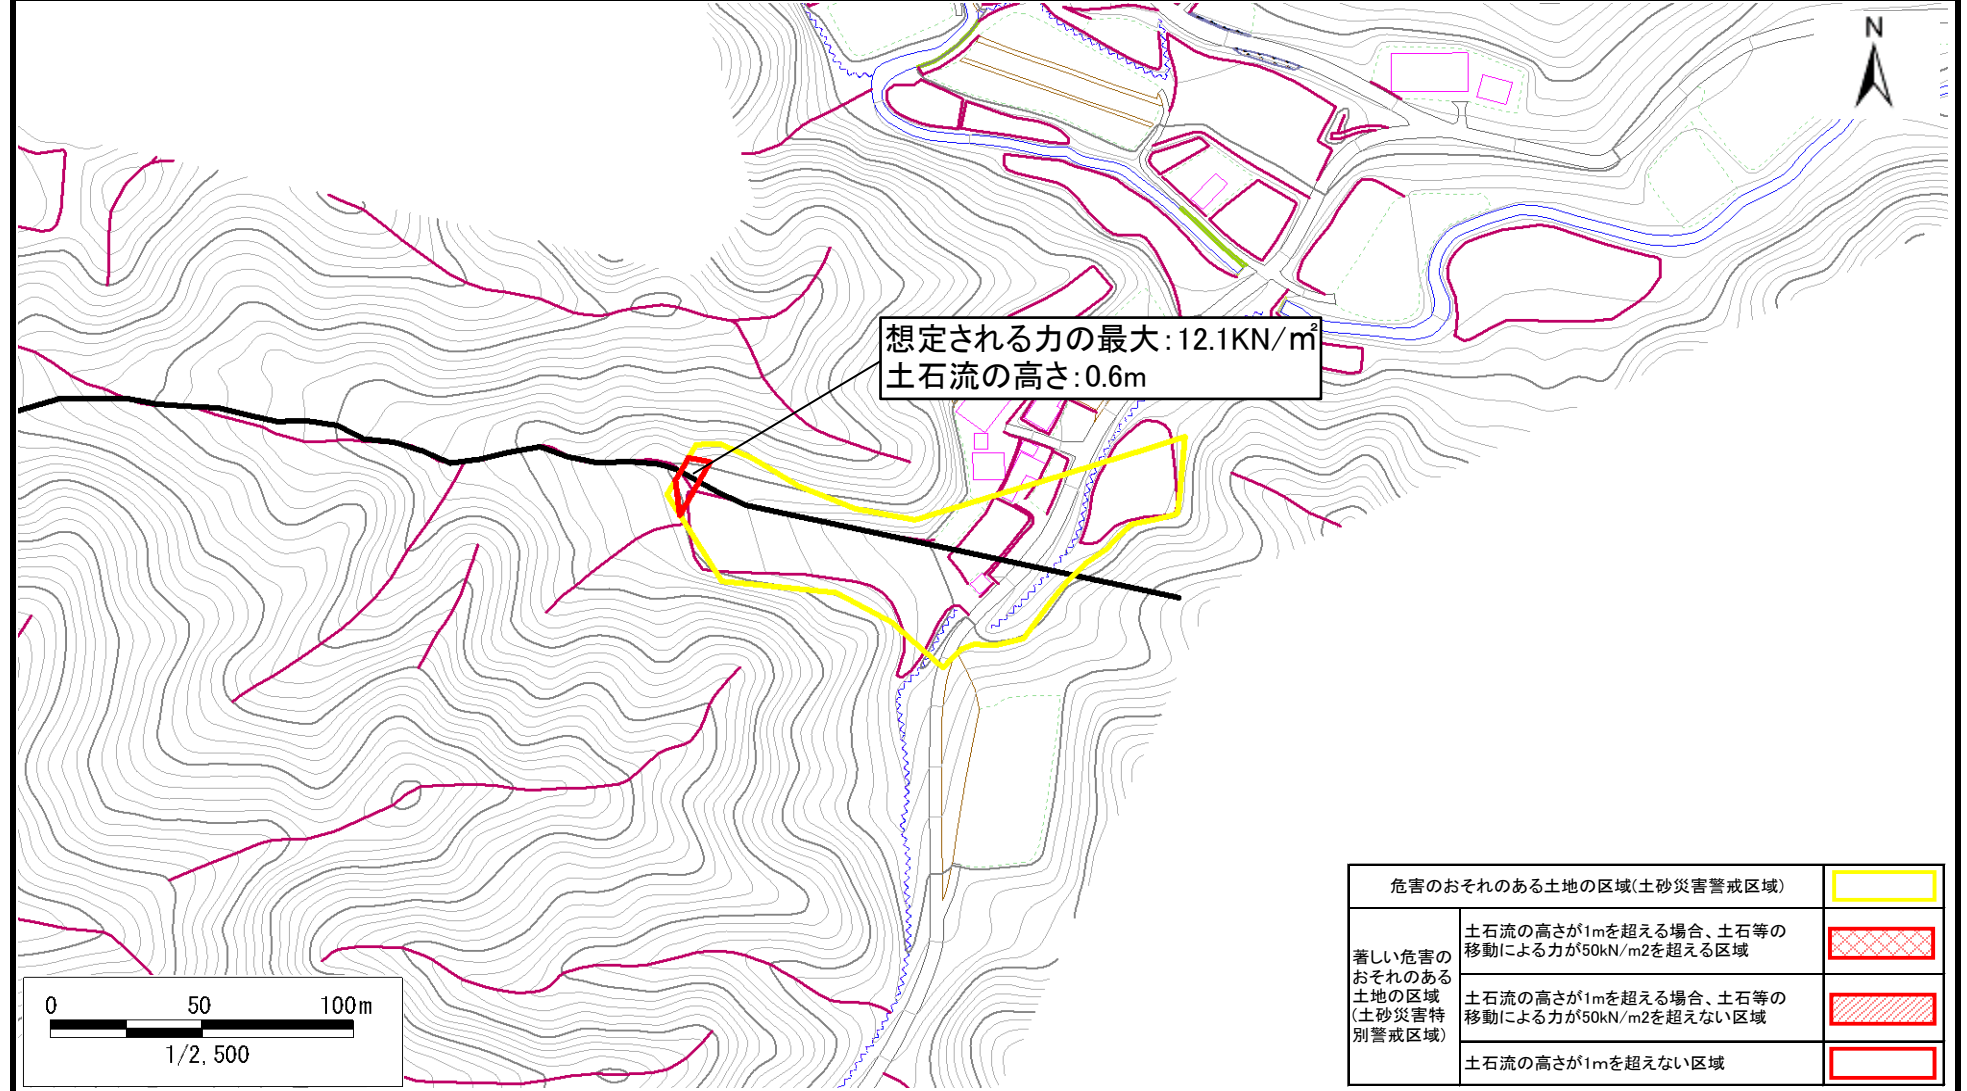 N
想定される力の最大:12.1KN/㎡
土石流の高さ:0.6m
危害のおそれのある土地の区域(土砂災害警戒区域)
著しい危害の
おそれのある
土地の区域
(土砂災害特
別警戒区域)
土石流の高さが1mを超える場合、土石等の
移動による力が50kN/m2を超える区域
土石流の高さが1mを超える場合、土石等の
移動による力が50kN/m2を超えない区域
土石流の高さが1mを超えない区域
0 50 100m
1/2,500